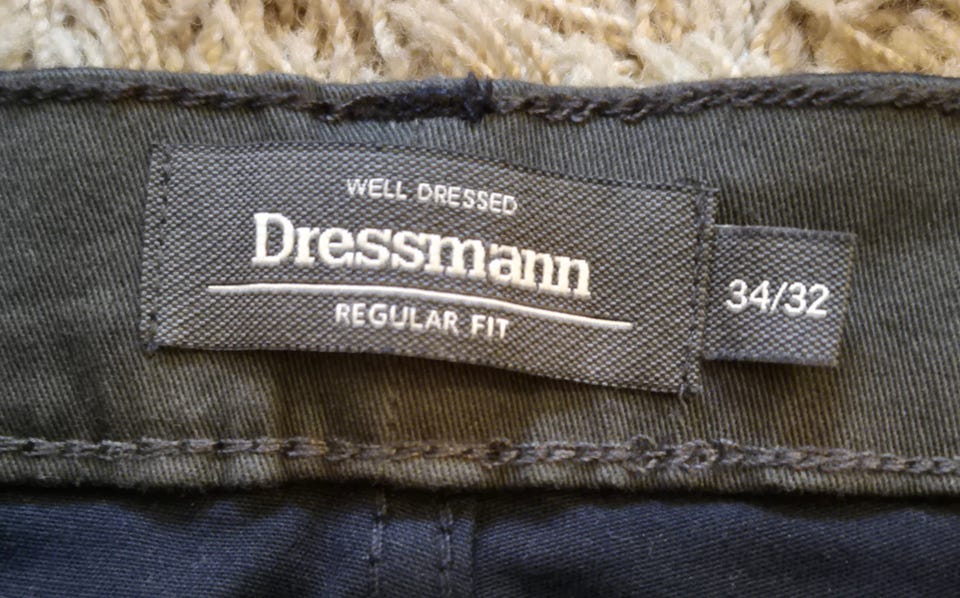 WELL DRESSED
Dressmann
REGULAR FIT
34/32